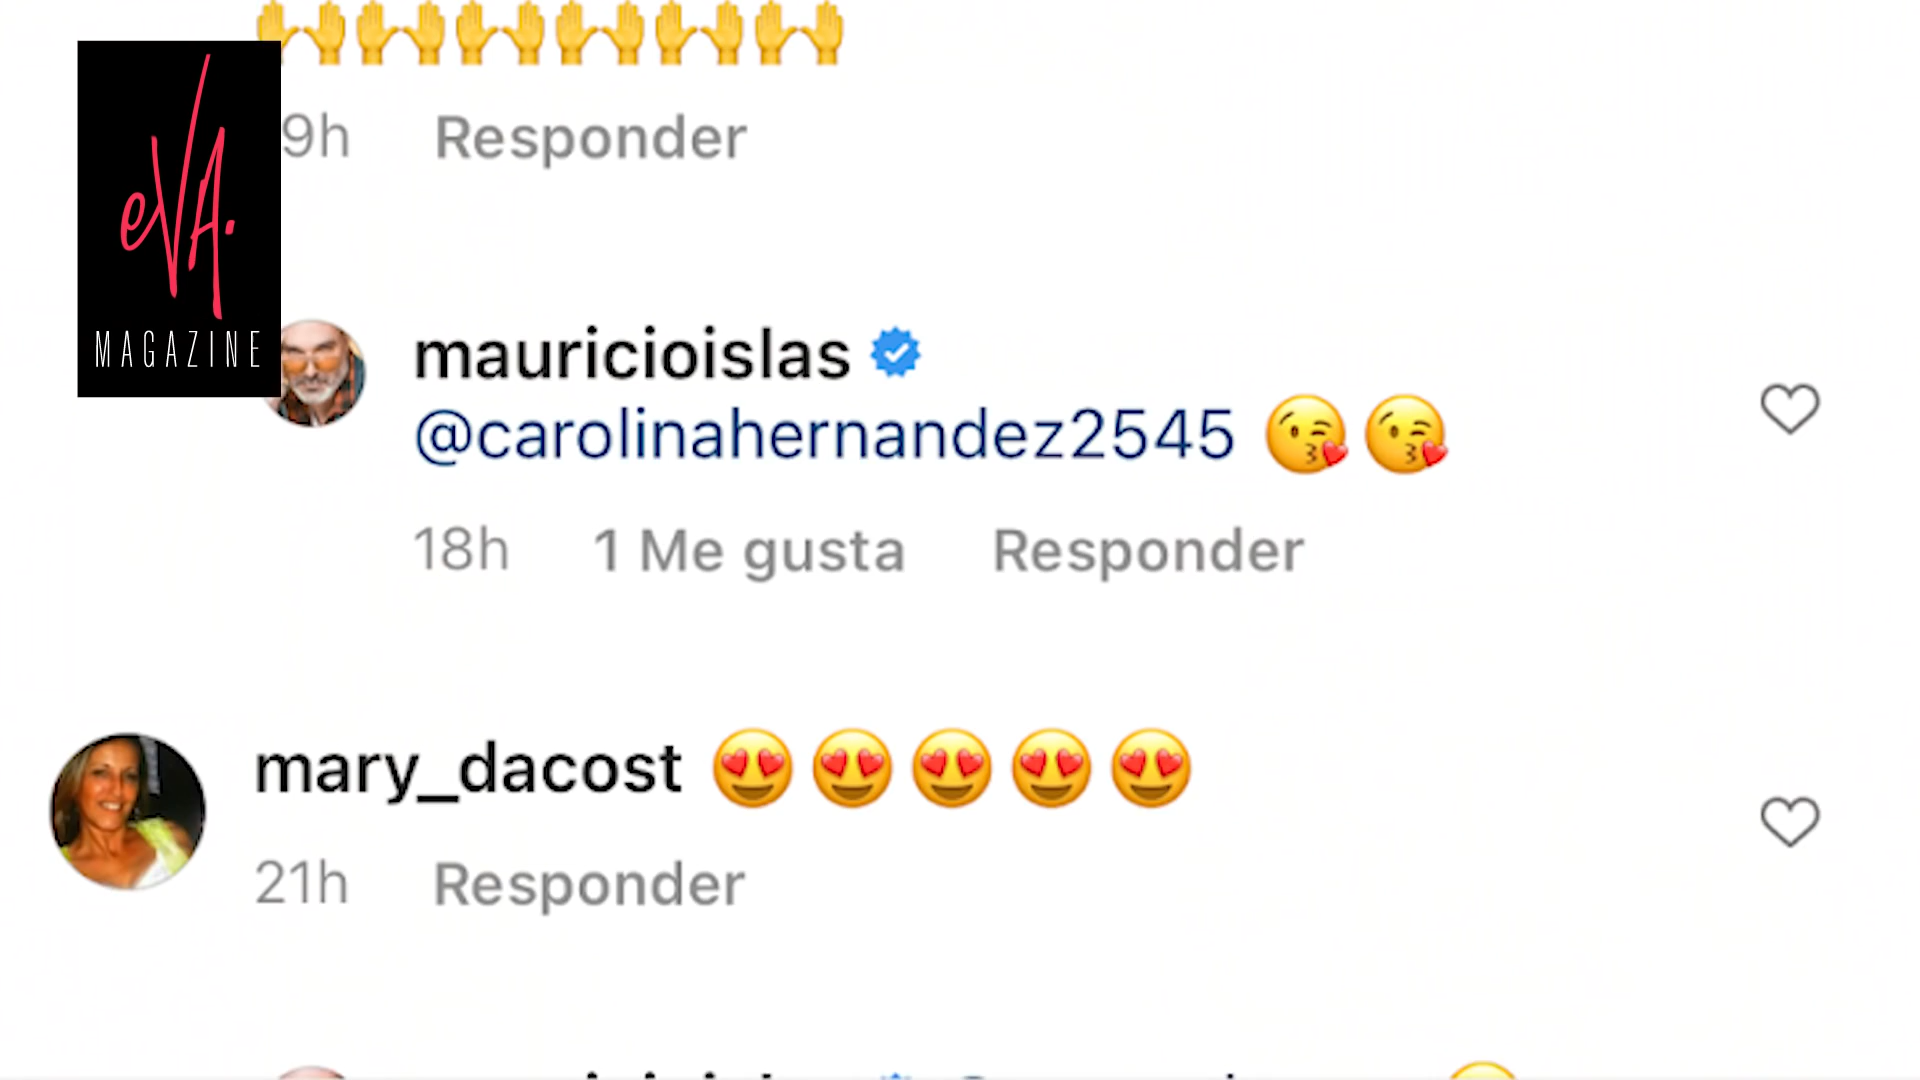 🙌🙌🙌🙌🙌🙌
9h Responder
eVA.
MAGAZINE
mauricioislas
@carolinahernandez2545 😘😘
18h 1 Me gusta Responder
mary_dacost 😍😍😍😍😍
21h Responder